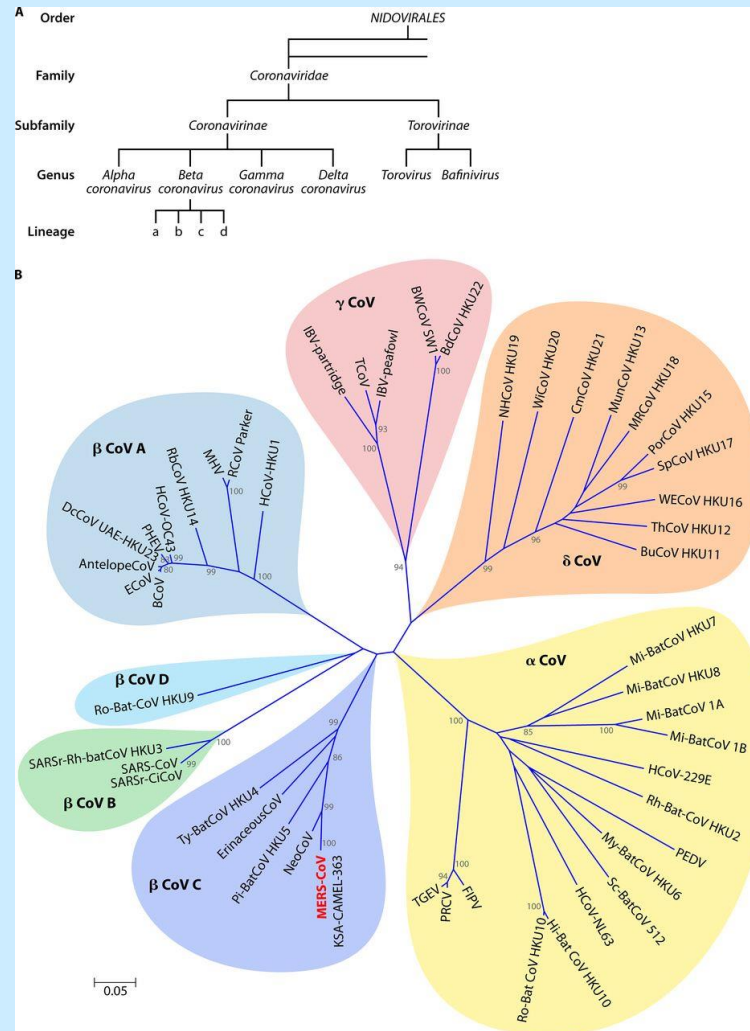 A
Order
NIDOVIRALES
Family
Coronaviridae
Subfamily
Coronavirinae
Torovirinae
Genus
Alpha
coronavirus
Beta
coronavirus
Gamma
coronavirus
Delta
coronavirus
Torovirus
Bafinivirus
Lineage
a b c d
B
γ CoV
IBV-partridge
TCoV
IBV-peafowl
BWCoV SW1
BdCoV HKU22
100
93
100
94
NHCoV HKU19
WiCoV HKU20
CmCoV HKU21
MunCoV HKU13
MRCoV HKU18
PorCoV HKU15
SpCoV HKU17
99
WECoV HKU16
ThCoV HKU12
BuCoV HKU11
96
99
δ CoV
β CoV A
DcCoV UAE-HKU23
PHEV
HCoV-OC43
RbCoV HKU14
MHV
RCoV Parker
HCoV-HKU1
AntelopeCoV
ECoV
BCoV
99
80
99
100
100
β CoV D
Ro-Bat-CoV HKU9
SARSr-Rh-batCoV HKU3
SARS-CoV
SARSr-CiCoV
100
99
β CoV B
β CoV C
Ty-BatCoV HKU4
ErinaceousCoV
Pi-BatCoV HKU5
NeoCoV
MERS-CoV
KSA-CAMEL-363
99
86
99
100
α CoV
Mi-BatCoV HKU7
Mi-BatCoV HKU8
Mi-BatCoV 1A
Mi-BatCoV 1B
HCoV-229E
Rh-Bat-CoV HKU2
PEDV
My-BatCoV HKU6
Sc-BatCoV 512
HCoV-NL63
Hi-Bat CoV HKU10
Ro-Bat CoV HKU10
TGEV
PRCV
FIPV
100
85
100
100
94
100
0.05